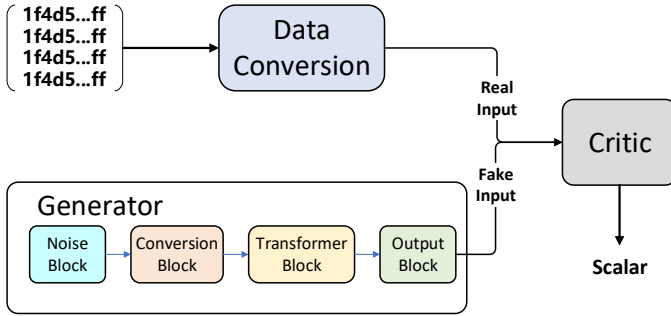 1f4d5...ff
1f4d5...ff
1f4d5...ff
1f4d5...ff
Data
Conversion
Real
Input
Critic
Fake
Input
Scalar
Generator
Noise
Block
Conversion
Block
Transformer
Block
Output
Block